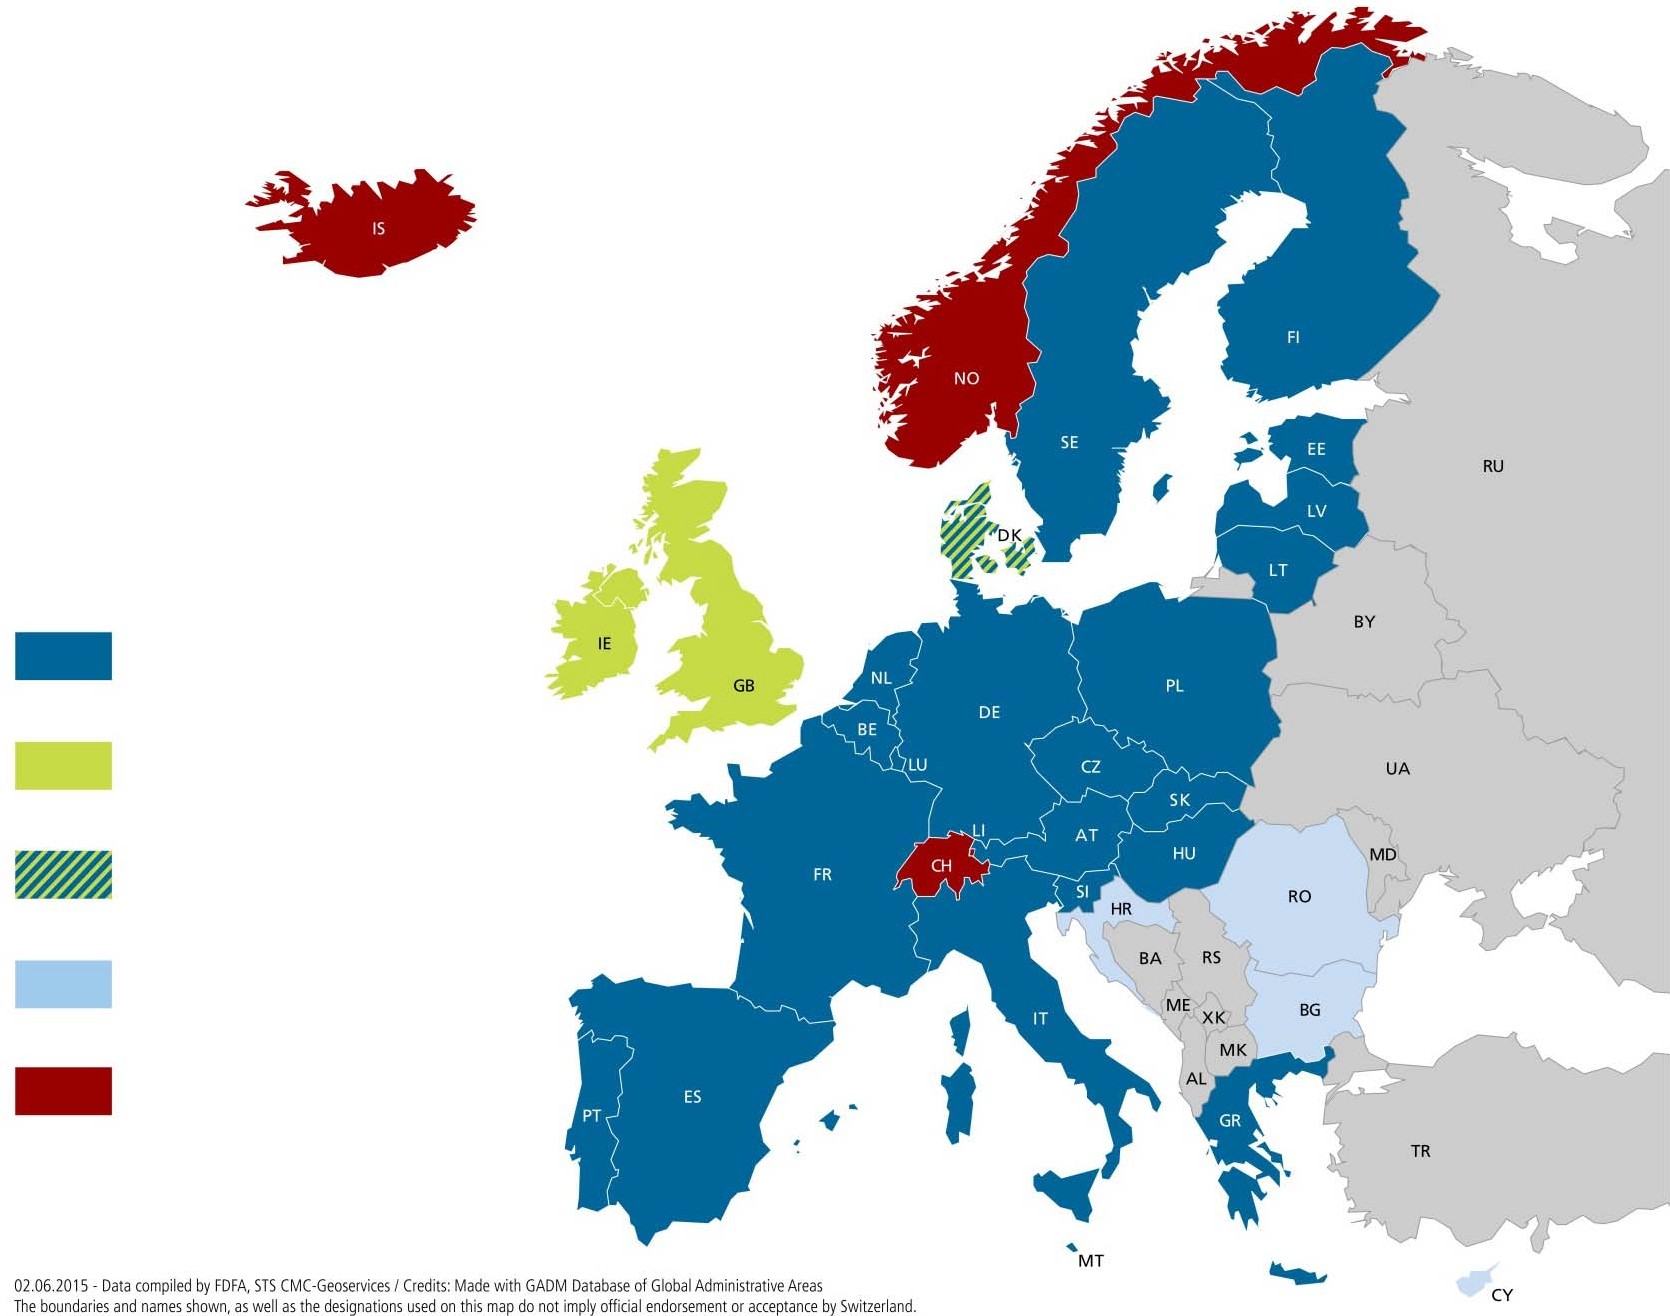 IS
NO
FI
SE
EE
RU
LV
DK
LT
BY
IE
NL
GB
PL
DE
BE
LU
CZ
UA
SK
LI
AT
HU
MD
CH
FR
SI
RO
HR
BA
RS
ME
XK
BG
IT
MK
AL
ES
PT
GR
TR
MT
CY
02.06.2015 - Data compiled by FDFA, STS CMC-Geoservices / Credits: Made with GADM Database of Global Administrative Areas
The boundaries and names shown, as well as the designations used on this map do not imply official endorsement or acceptance by Switzerland.